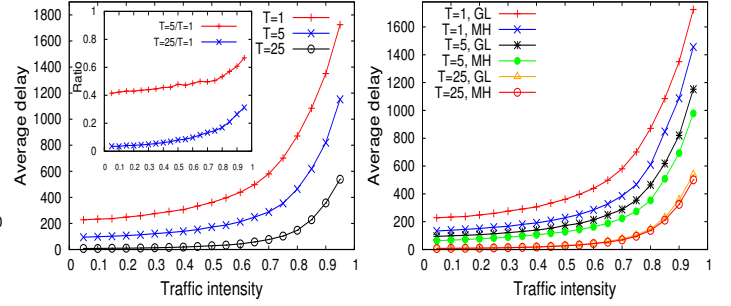 Average delay
1800
1600
1400
1200
1000
800
600
400
200
0
0 0.1 0.2 0.3 0.4 0.5 0.6 0.7 0.8 0.9 1
Traffic intensity
T=1
T=5
T=25
Ratio
1
0.8
0.6
0.4
0.2
0
0 0.1 0.2 0.3 0.4 0.5 0.6 0.7 0.8 0.9 1
T=5/T=1
T=25/T=1
0
Average delay
1800
1600
1400
1200
1000
800
600
400
200
0
0 0.1 0.2 0.3 0.4 0.5 0.6 0.7 0.8 0.9 1
Traffic intensity
T=1, GL
T=1, MH
T=5, GL
T=5, MH
T=25, GL
T=25, MH